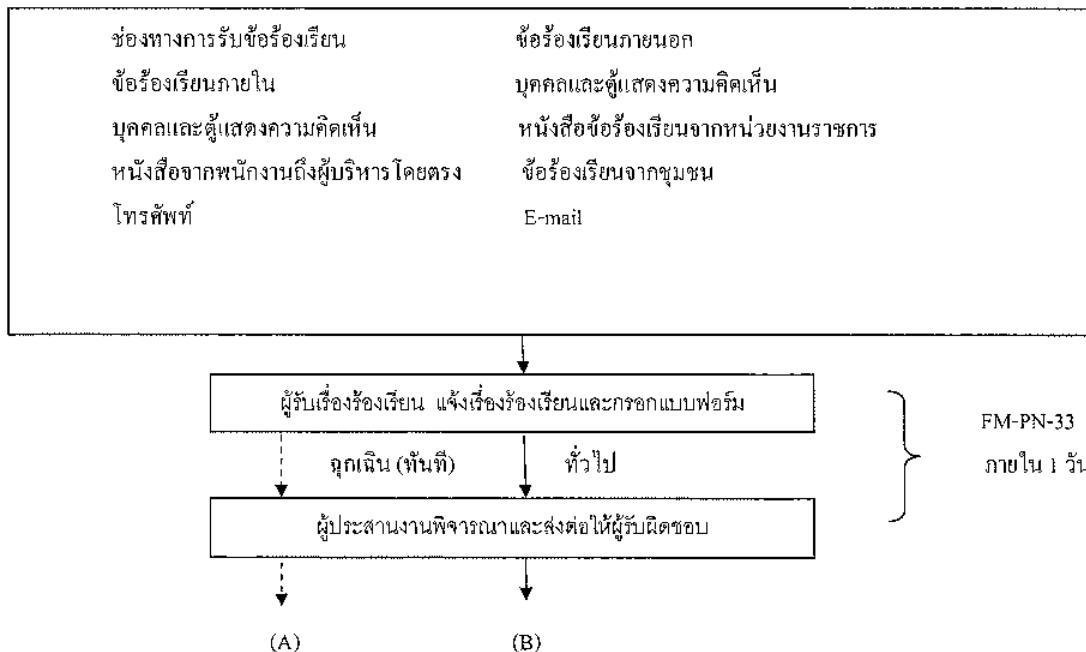 ช่องทางการรับข้อร้องเรียน ข้อร้องเรียนภายนอก
ข้อร้องเรียนภายใน บุคคลและตู้แสดงความคิดเห็น
บุคคลและตู้แสดงความคิดเห็น หนังสือข้อร้องเรียนจากหน่วยงานราชการ
หนังสือจากพนักงานถึงผู้บริหารโดยตรง ข้อร้องเรียนจากชุมชน
โทรศัพท์ E-mail
ผู้รับเรื่องร้องเรียน แจ้งเรื่องร้องเรียนและกรอกแบบฟอร์ม
FM-PN-33
ฉุกเฉิน (ทันที) ทั่วไป ภายใน 1 วัน
ผู้ประสานงานพิจารณาและส่งต่อให้ผู้รับผิดชอบ
(A) (B)